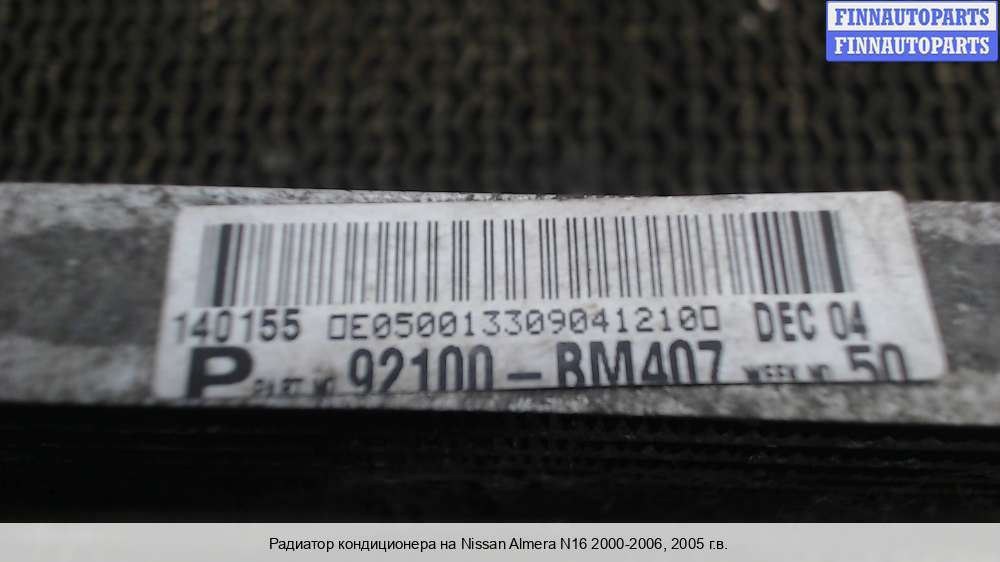 FINNAUTOPARTS
FINNAUTOPARTS
140155 □E050013309041210□ DEC 04
P PART NO 92100-BM407 WEEK NO 50
Радиатор кондиционера на Nissan Almera N16 2000-2006, 2005 г.в.